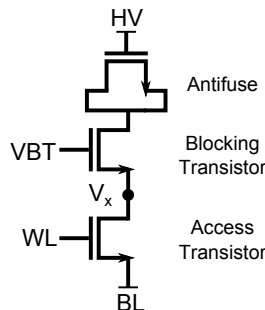 HV
Antifuse
VBT
Blocking
Transistor
Vx
WL
Access
Transistor
BL